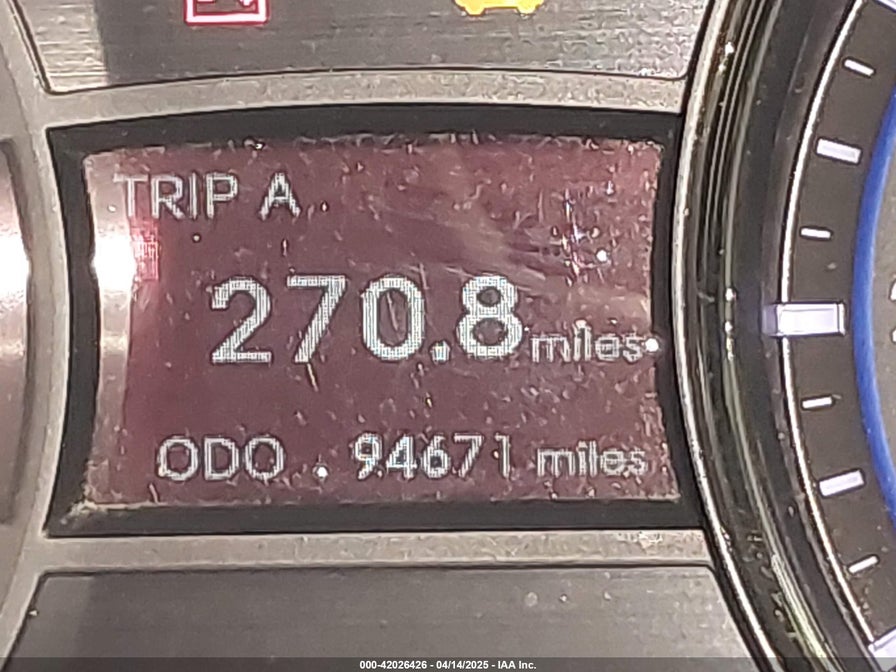 TRIP A
270.8 miles
ODO 94671 miles
000-42026426 - 04/14/2025 - IAA Inc.